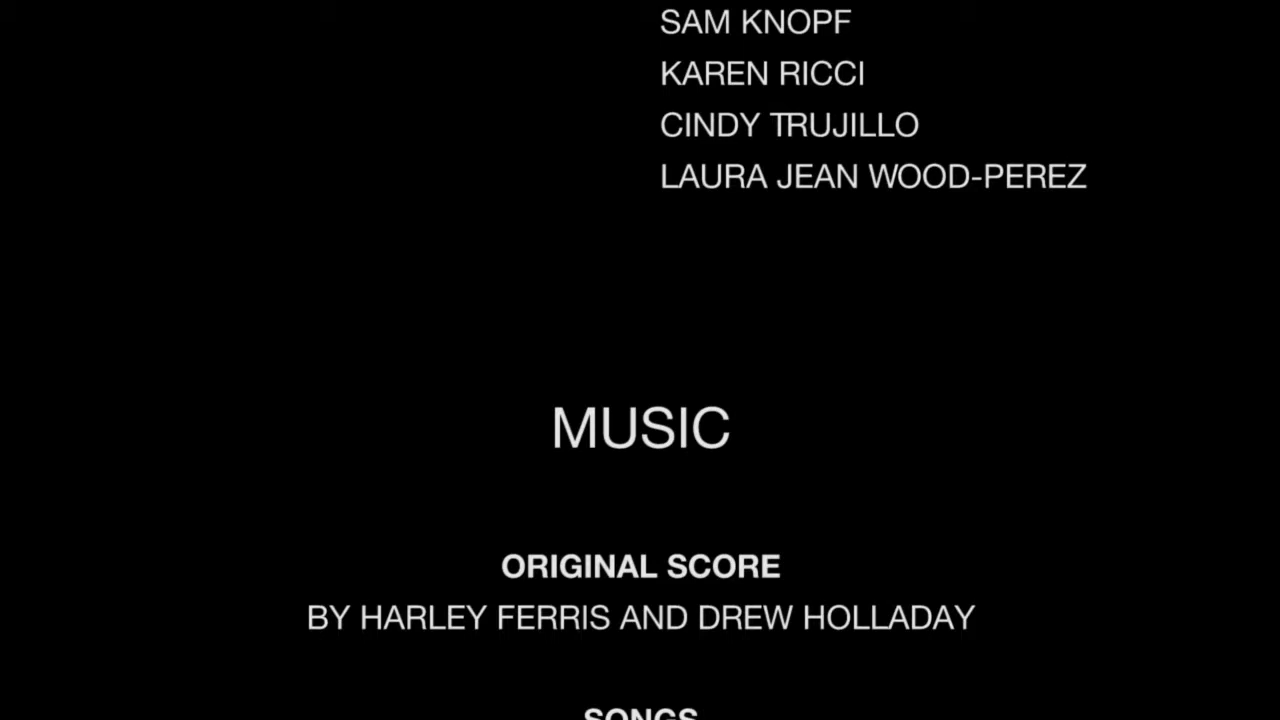 SAM KNOPF
KAREN RICCI
CINDY TRUJILLO
LAURA JEAN WOOD-PEREZ
MUSIC
ORIGINAL SCORE
BY HARLEY FERRIS AND DREW HOLLADAY
SONGS